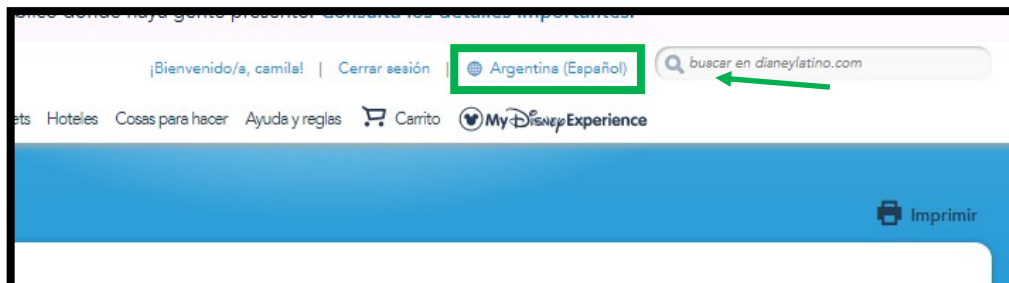 ¡Bienvenido/a, camila! | Cerrar sesión | Argentina (Español) buscar en disneylatino.com
Hoteles Cosas para hacer Ayuda y reglas Carrito My Disney Experience
Imprimir